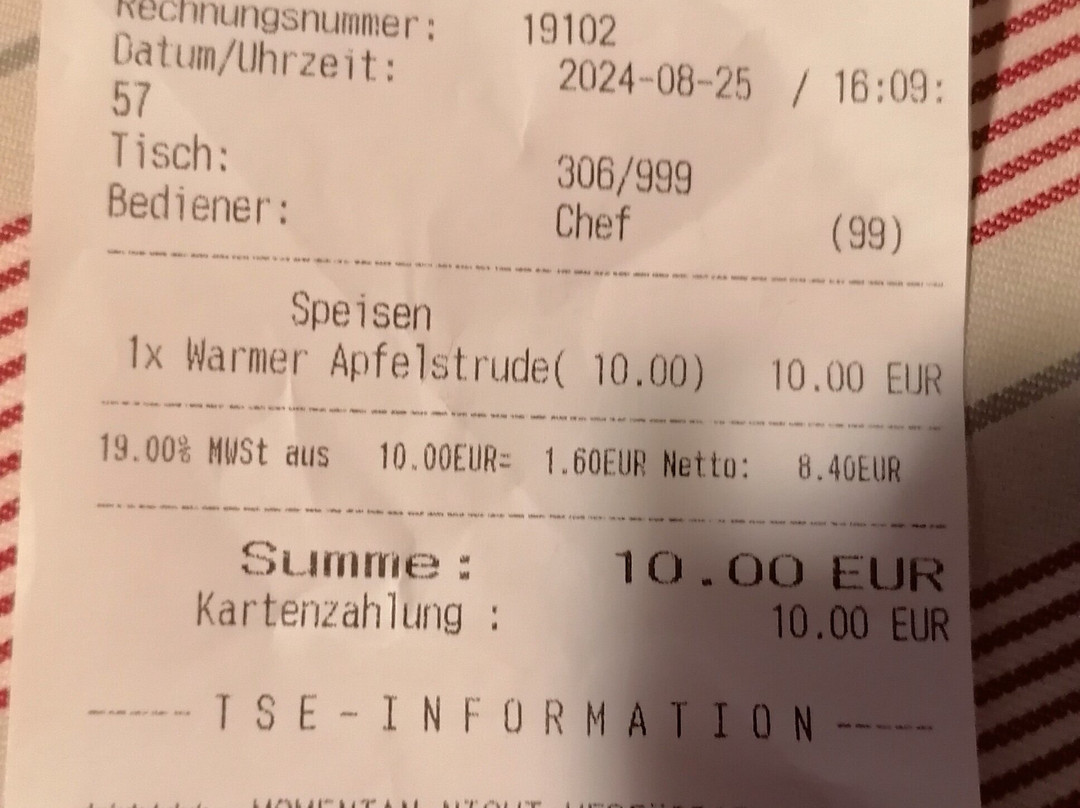 Rechnungsnummer: 19102
Datum/Uhrzeit: 2024-08-25 / 16:09:
57
Tisch: 306/999
Bediener: Chef (99)
Speisen
1x Warmer Apfelstrude( 10.00) 10.00 EUR
19.00% MWSt aus 10.00EUR= 1.60EUR Netto: 8.40EUR
Summe: 10.00 EUR
Kartenzahlung : 10.00 EUR
----- TSE-INFORMATION -----